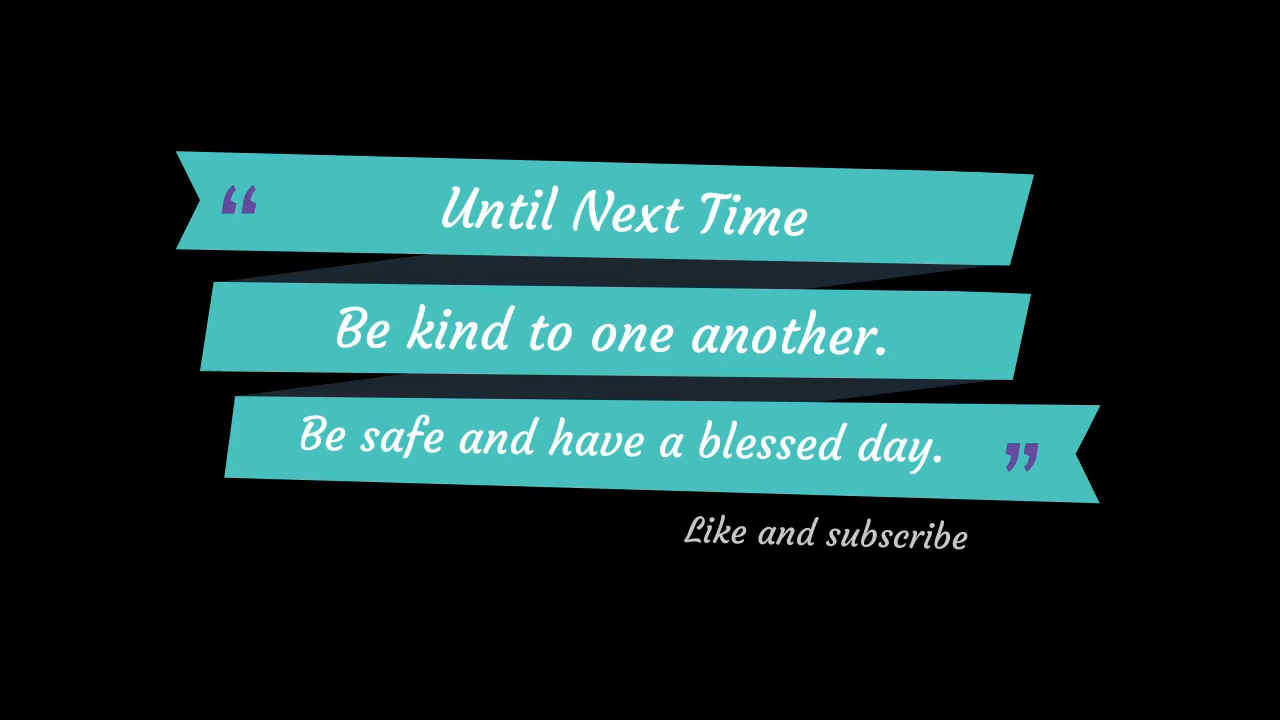 “ Until Next Time
Be kind to one another.
Be safe and have a blessed day. ”
Like and subscribe